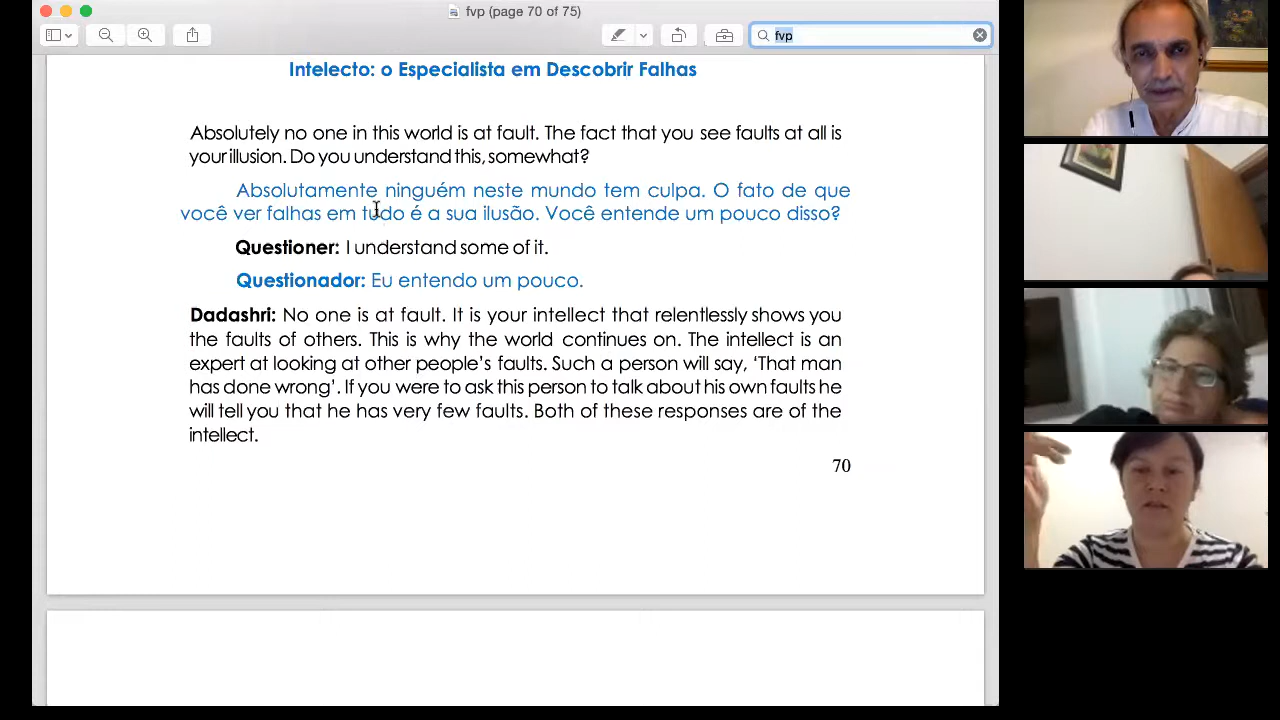 fvp (page 70 of 75)
fvp
Intelecto: o Especialista em Descobrir Falhas
Absolutely no one in this world is at fault. The fact that you see faults at all is
your illusion. Do you understand this, somewhat?
Absolutamente ninguém neste mundo tem culpa. O fato de que
você ver falhas em tudo é a sua ilusão. Você entende um pouco disso?
Questioner: I understand some of it.
Questionador: Eu entendo um pouco.
Dadashri: No one is at fault. It is your intellect that relentlessly shows you
the faults of others. This is why the world continues on. The intellect is an
expert at looking at other people's faults. Such a person will say, 'That man
has done wrong'. If you were to ask this person to talk about his own faults he
will tell you that he has very few faults. Both of these responses are of the
intellect.
70